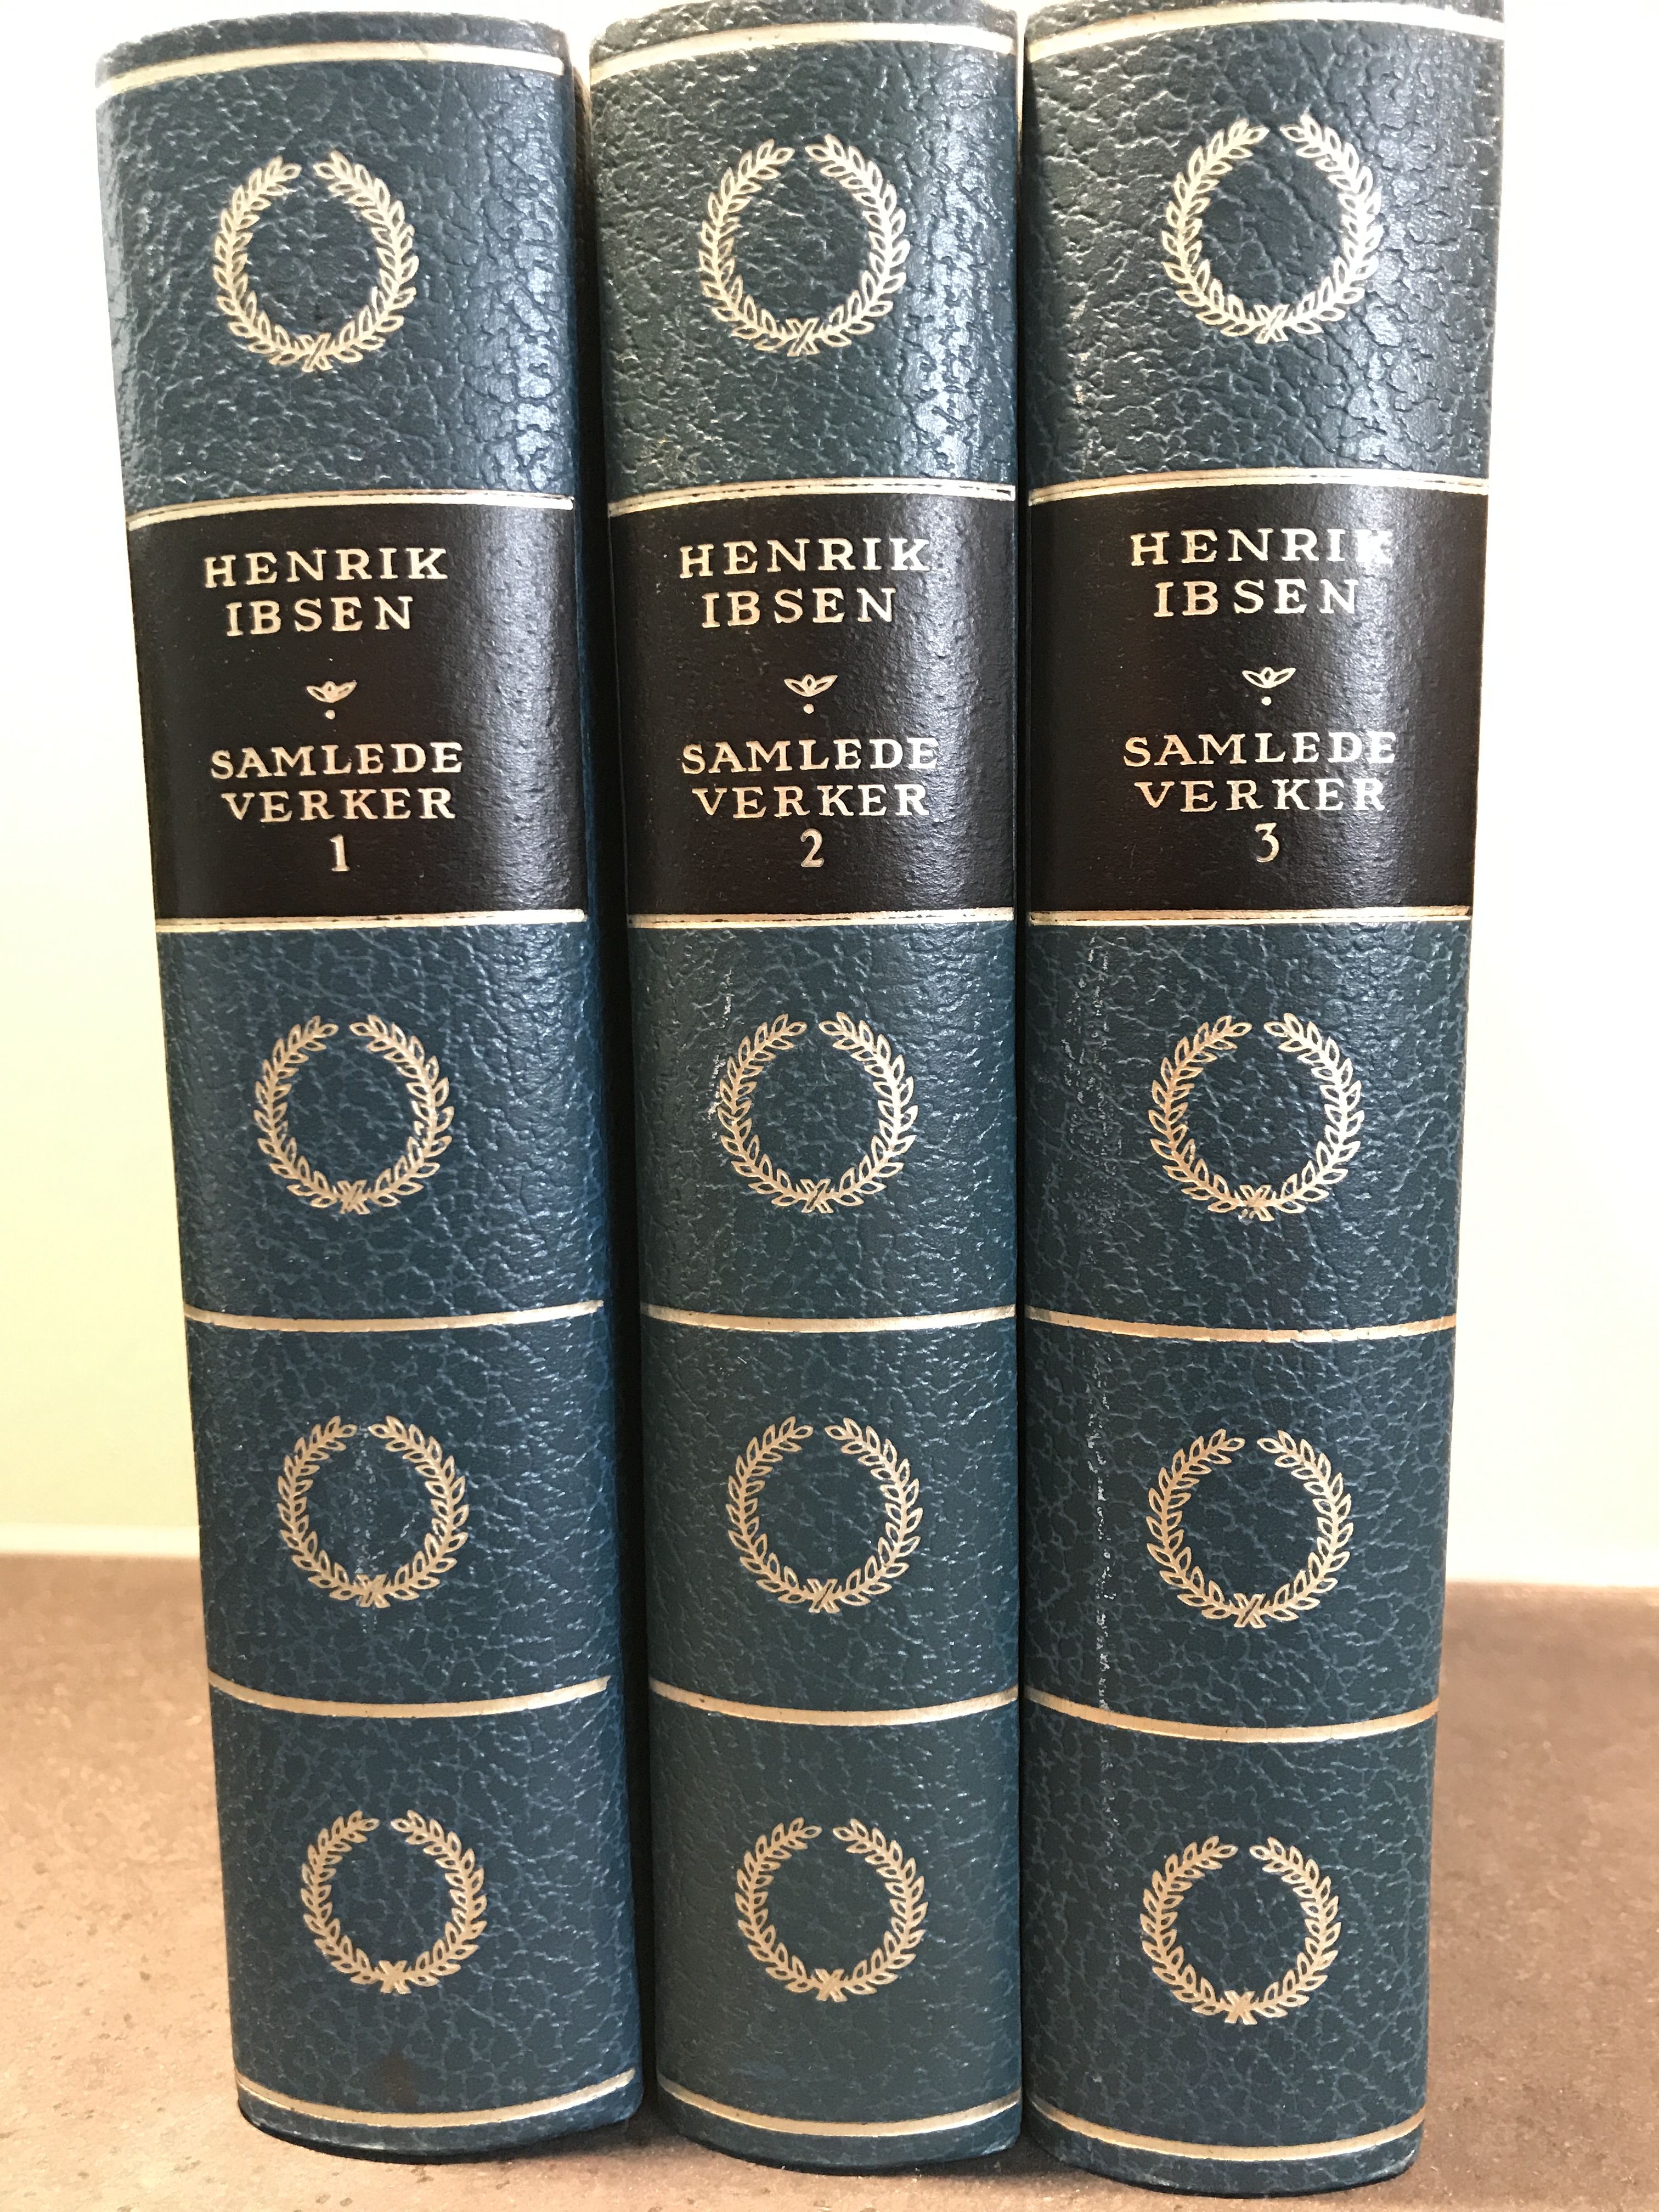 HENRIK
IBSEN
SAMLEDE
VERKER
1
HENRIK
IBSEN
SAMLEDE
VERKER
2
HENRIK
IBSEN
SAMLEDE
VERKER
3